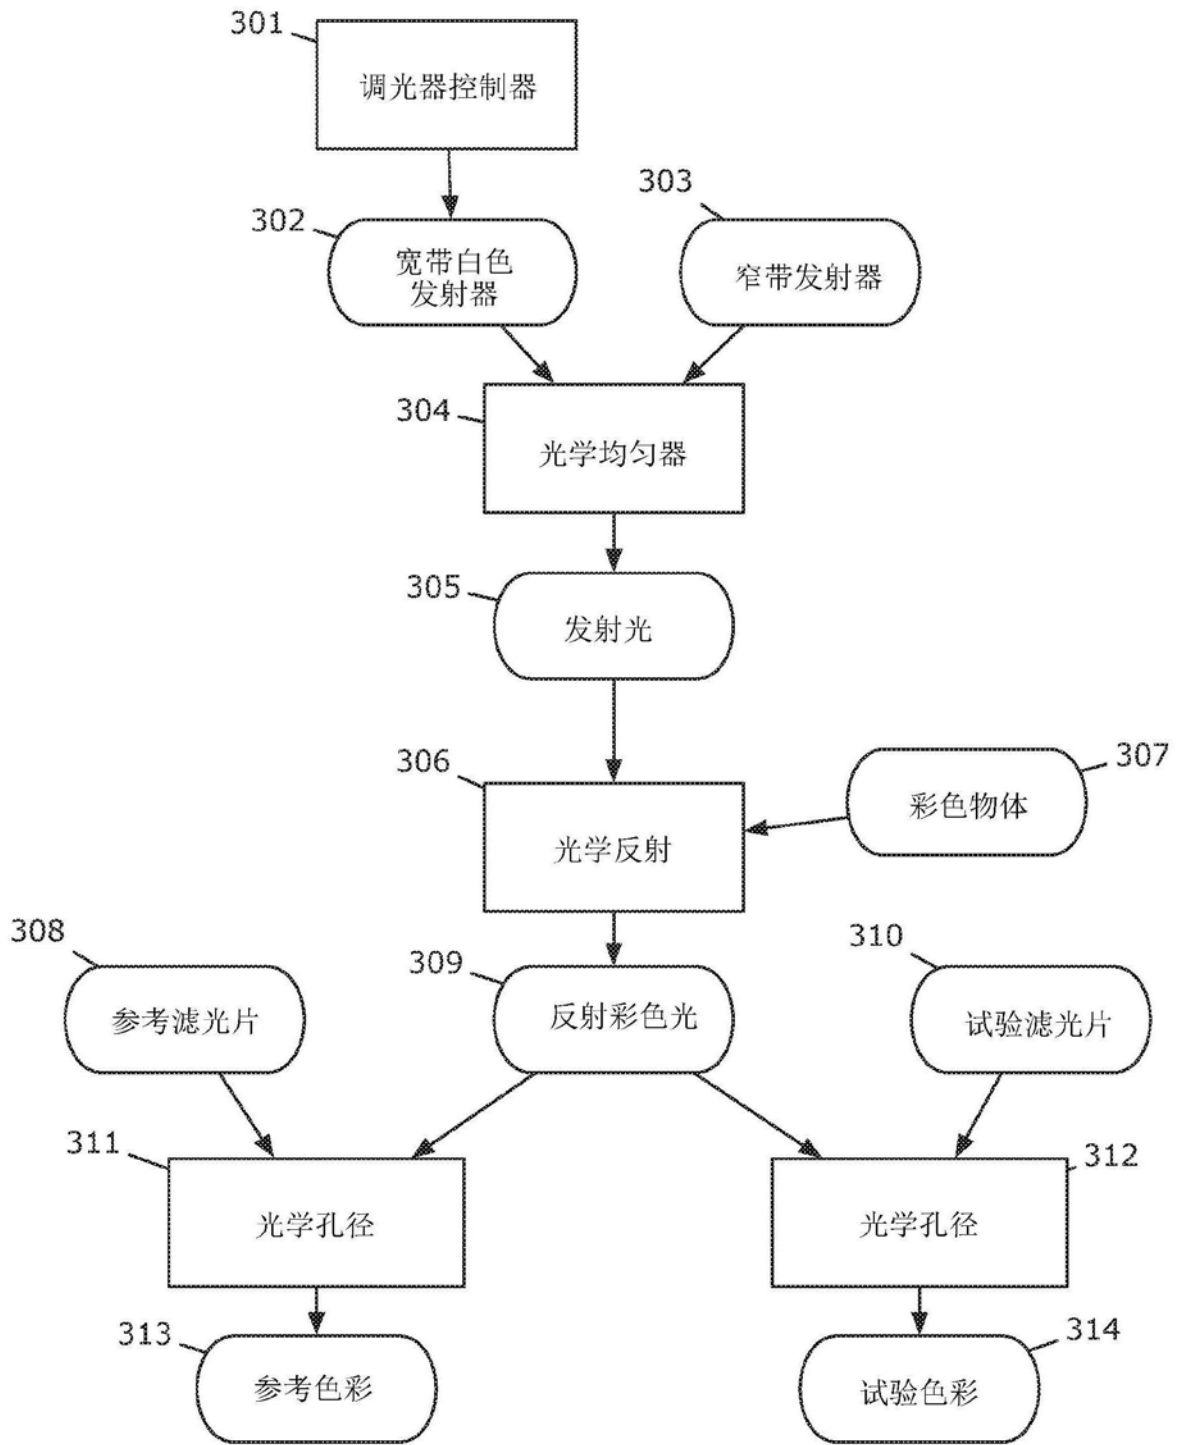 301
调光器控制器
303
302
宽带白色
发射器
窄带发射器
304
光学均匀器
305
发射光
306
307
彩色物体
光学反射
308
309
310
参考滤光片
反射彩色光
试验滤光片
311
312
光学孔径
光学孔径
313
314
参考色彩
试验色彩